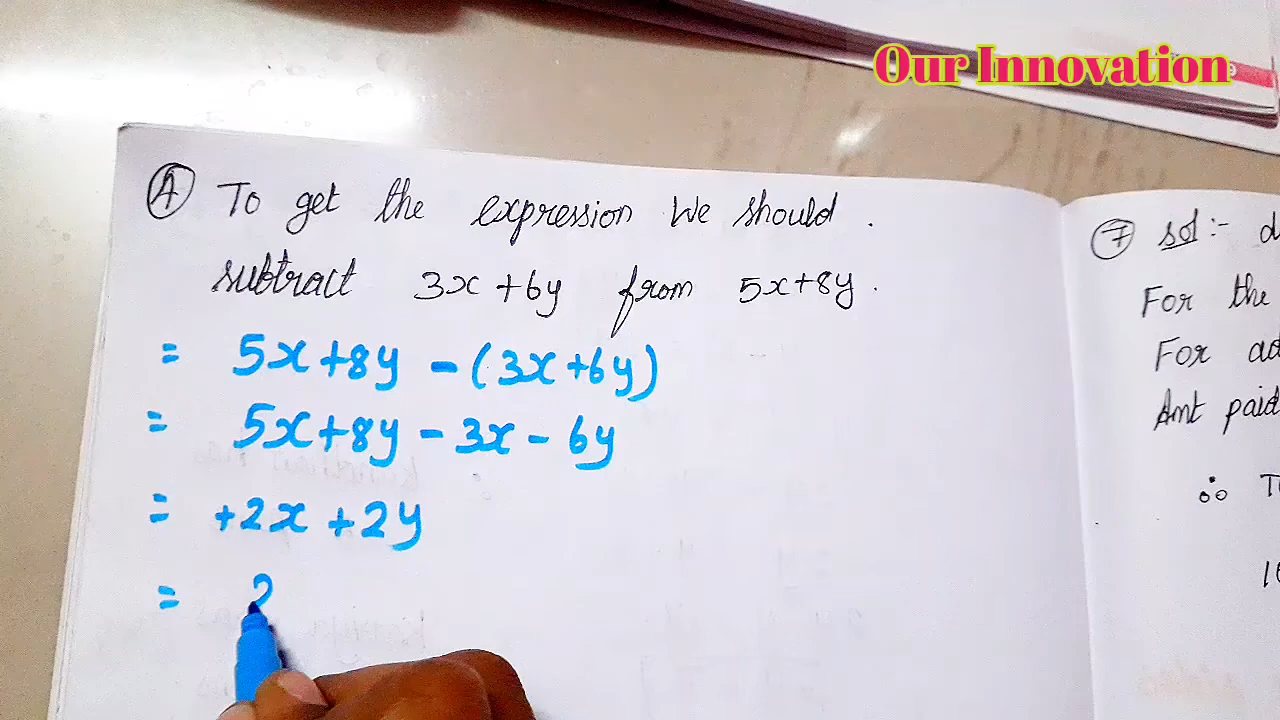 Our Innovation
4 To get the expression we should.
subtract 3x + 6y from 5x+8y.
= 5x+8y - (3x+6y)
= 5x+8y - 3x - 6y
= +2x + 2y
= 2
7 sol:-
For the
For
Amt paid
∴